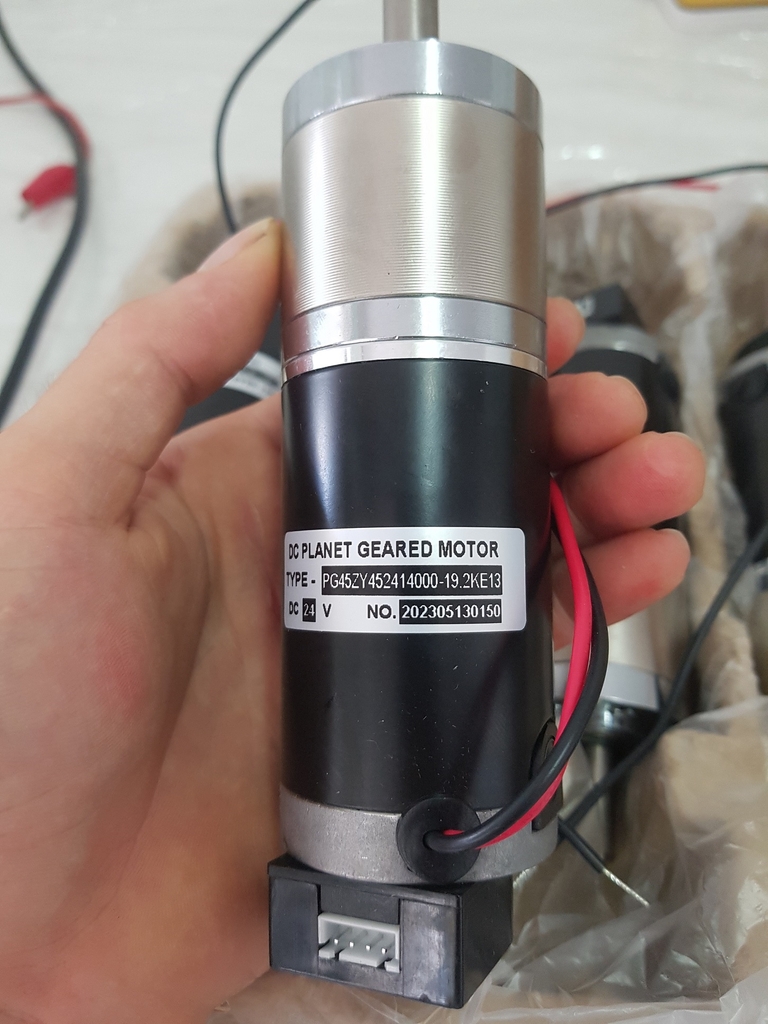 DC PLANET GEARED MOTOR
TYPE - PG45ZY452414000-19.2KE13
DC 24 V NO. 202305130150